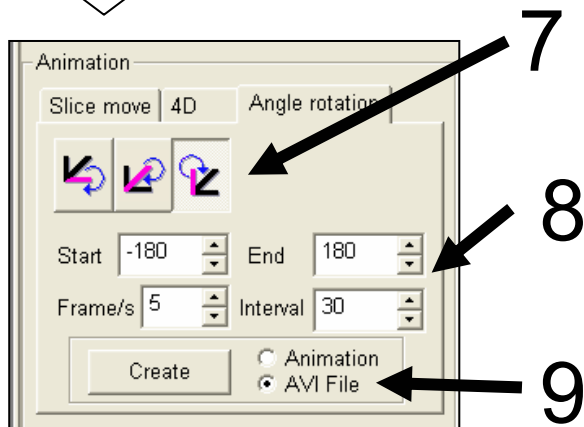 7
Animation
Slice move 4D Angle rotation
8
Start -180 End 180
Frame/s 5 Interval 30
Create Animation
AVI File
9